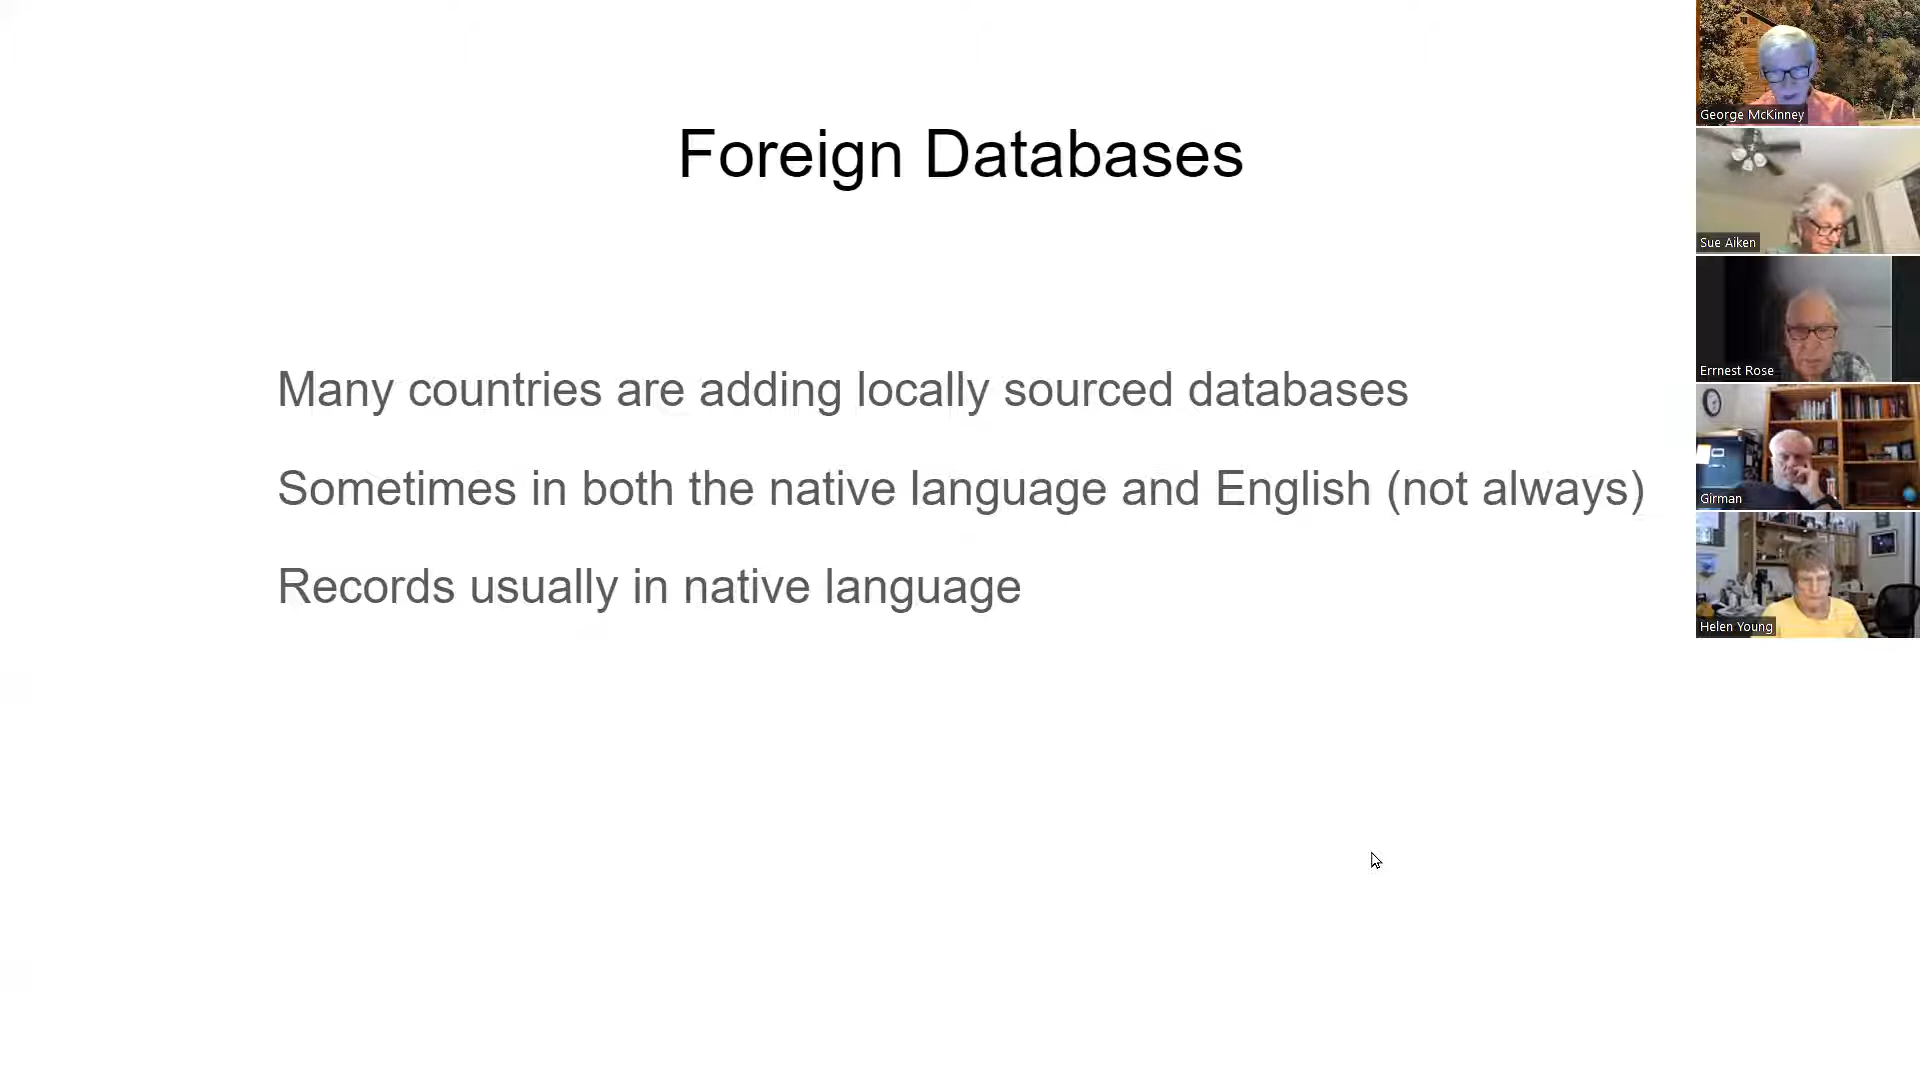 Foreign Databases
Many countries are adding locally sourced databases
Sometimes in both the native language and English (not always)
Records usually in native language
George McKinney
Sue Aiken
Errnest Rose
Girman
Helen Young